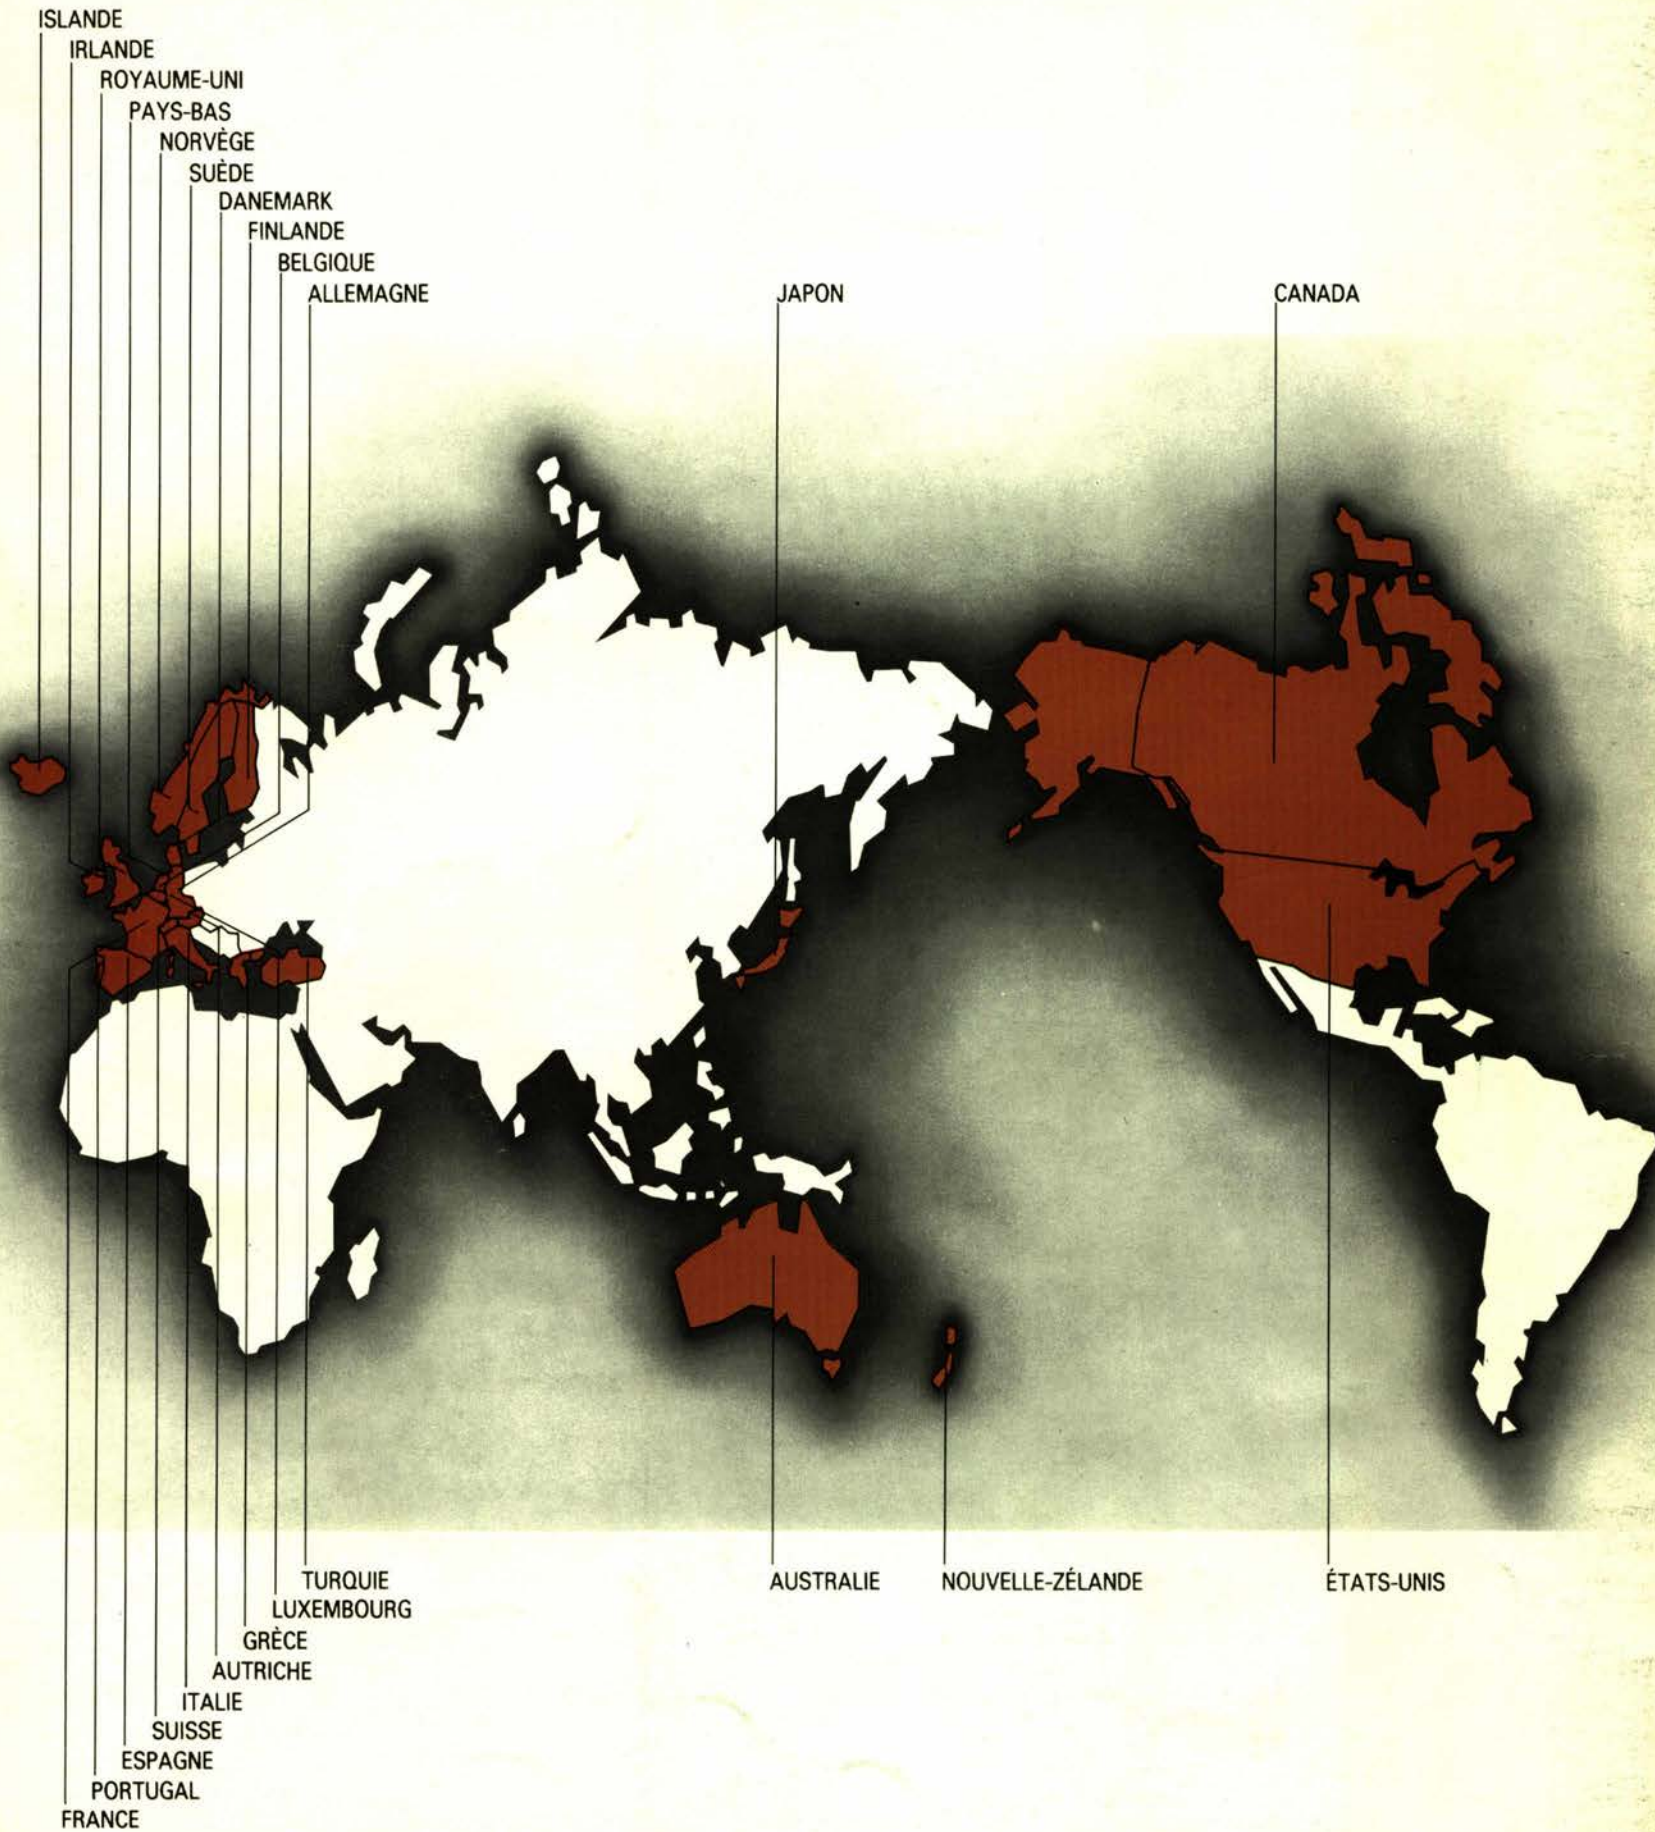 ISLANDE
IRLANDE
ROYAUME-UNI
PAYS-BAS
NORVÈGE
SUÈDE
DANEMARK
FINLANDE
BELGIQUE
ALLEMAGNE
JAPON
CANADA
TURQUIE
AUSTRALIE
NOUVELLE-ZÉLANDE
ÉTATS-UNIS
LUXEMBOURG
GRÈCE
AUTRICHE
ITALIE
SUISSE
ESPAGNE
PORTUGAL
FRANCE